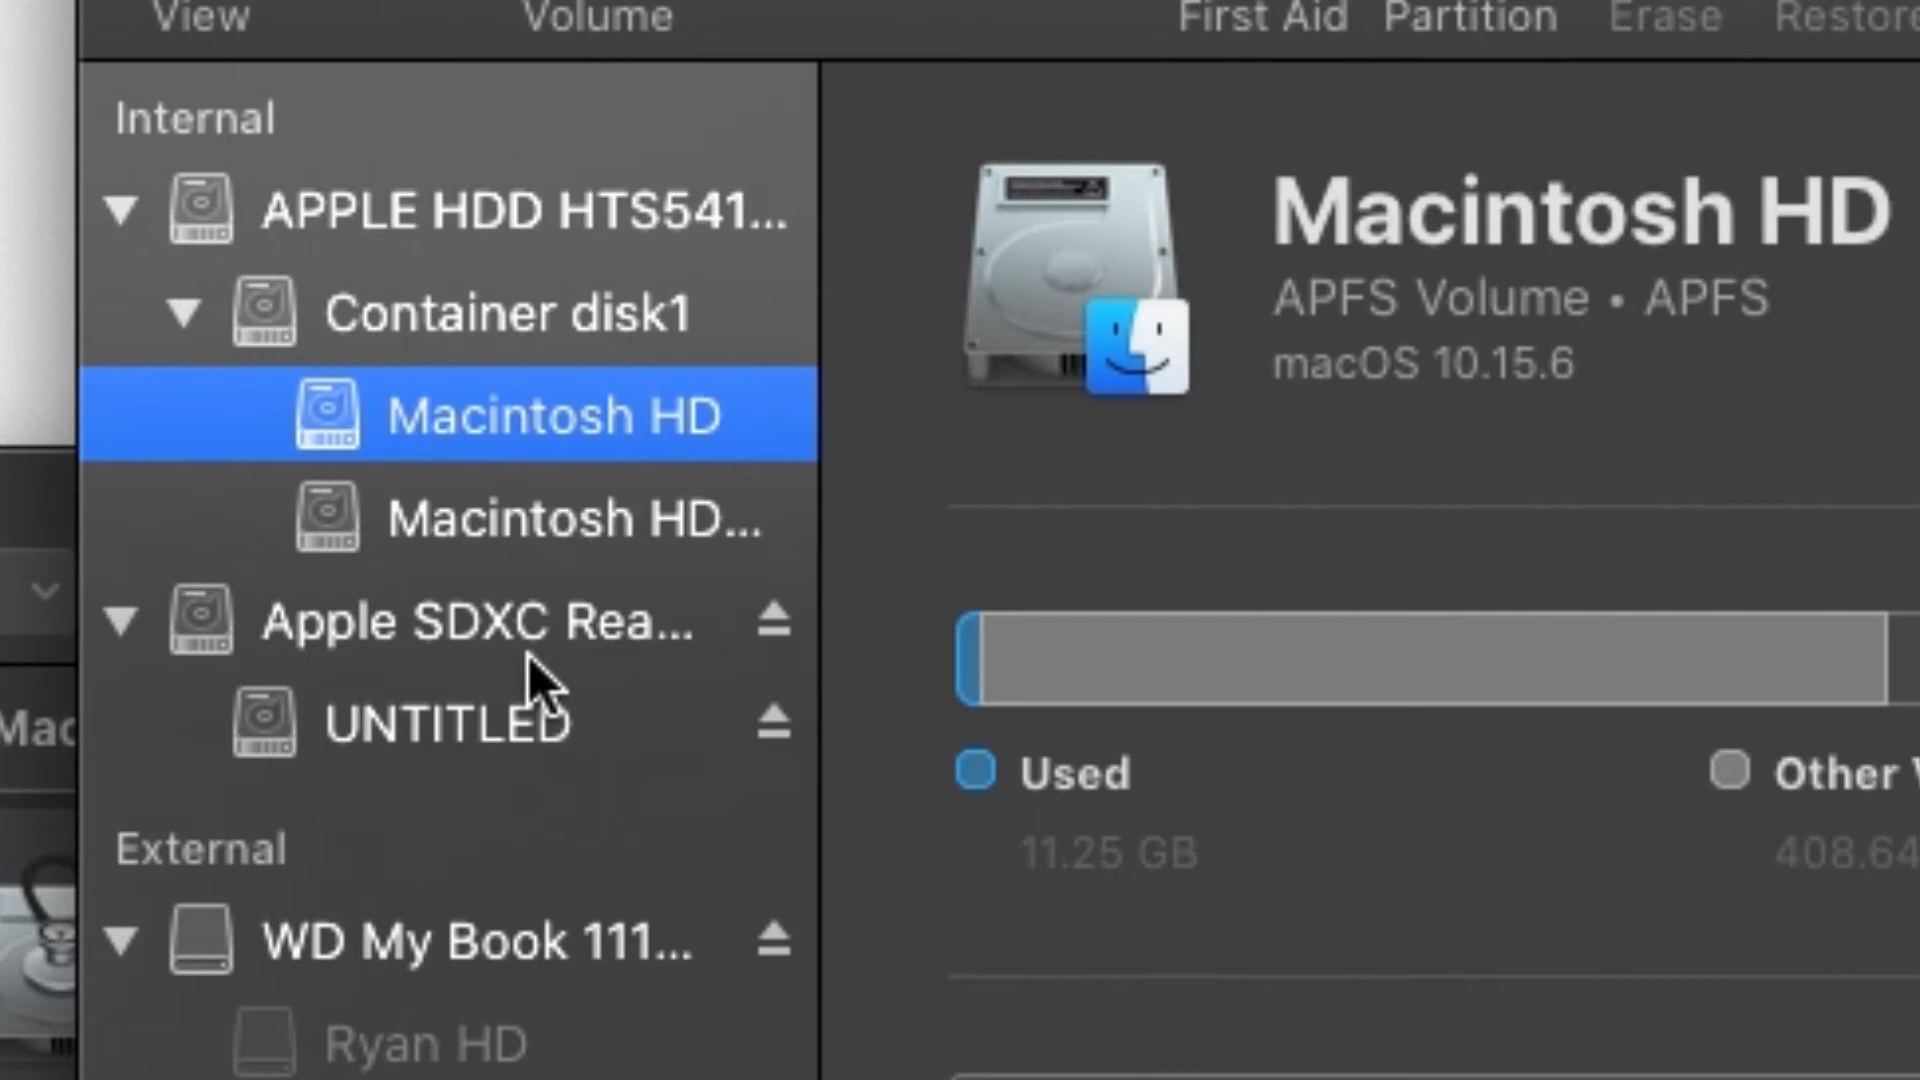 View Volume First Aid Partition Erase Restore
Internal
APPLE HDD HTS541...
Container disk1
Macintosh HD
Macintosh HD...
Apple SDXC Rea...
UNTITLED
External
WD My Book 111...
Ryan HD
Mac
Macintosh HD
APFS Volume • APFS
macOS 10.15.6
Used
11.25 GB
Other
408.64